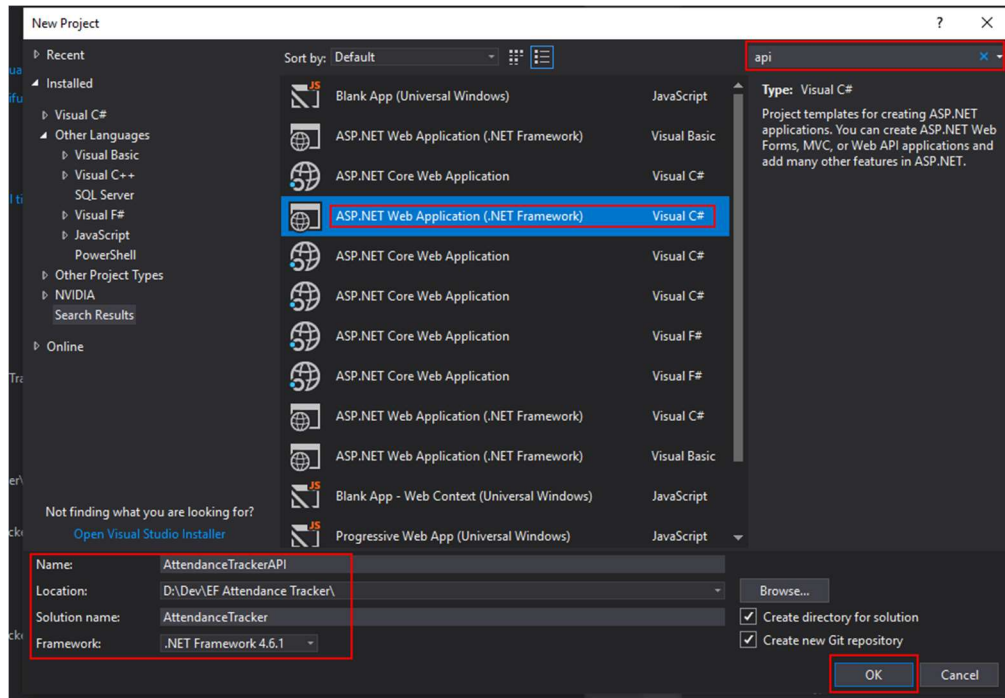 New Project
? ×
Recent
Installed
Visual C#
Other Languages
Visual Basic
Visual C++
SQL Server
Visual F#
JavaScript
PowerShell
Other Project Types
NVIDIA
Search Results
Online
Not finding what you are looking for?
Open Visual Studio Installer
Sort by: Default
Blank App (Universal Windows) JavaScript
ASP.NET Web Application (.NET Framework) Visual Basic
ASP.NET Core Web Application Visual C#
ASP.NET Web Application (.NET Framework) Visual C#
ASP.NET Core Web Application Visual C#
ASP.NET Core Web Application Visual C#
ASP.NET Core Web Application Visual F#
ASP.NET Core Web Application Visual F#
ASP.NET Web Application (.NET Framework) Visual C#
ASP.NET Web Application (.NET Framework) Visual Basic
Blank App - Web Context (Universal Windows) JavaScript
Progressive Web App (Universal Windows) JavaScript
api
Type: Visual C#
Project templates for creating ASP.NET
applications. You can create ASP.NET Web
Forms, MVC, or Web API applications and
add many other features in ASP.NET.
Name: AttendanceTrackerAPI
Location: D:\Dev\EF Attendance Tracker\
Solution name: AttendanceTracker
Framework: .NET Framework 4.6.1
Browse...
Create directory for solution
Create new Git repository
OK Cancel